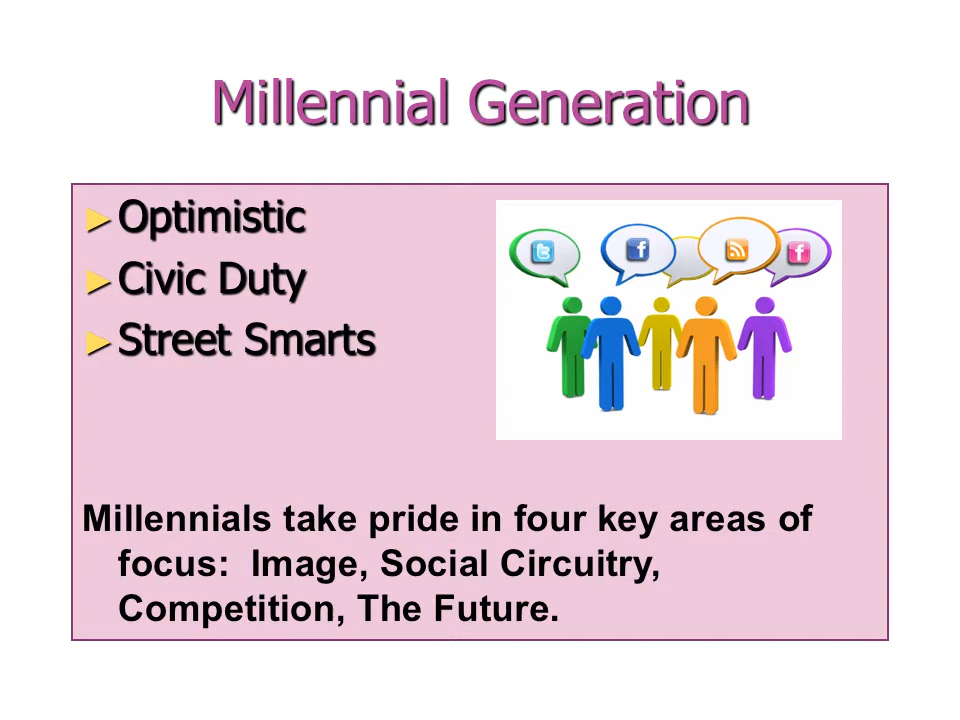 Millennial Generation
► Optimistic
► Civic Duty
► Street Smarts
Millennials take pride in four key areas of
focus:  Image, Social Circuitry,
Competition, The Future.